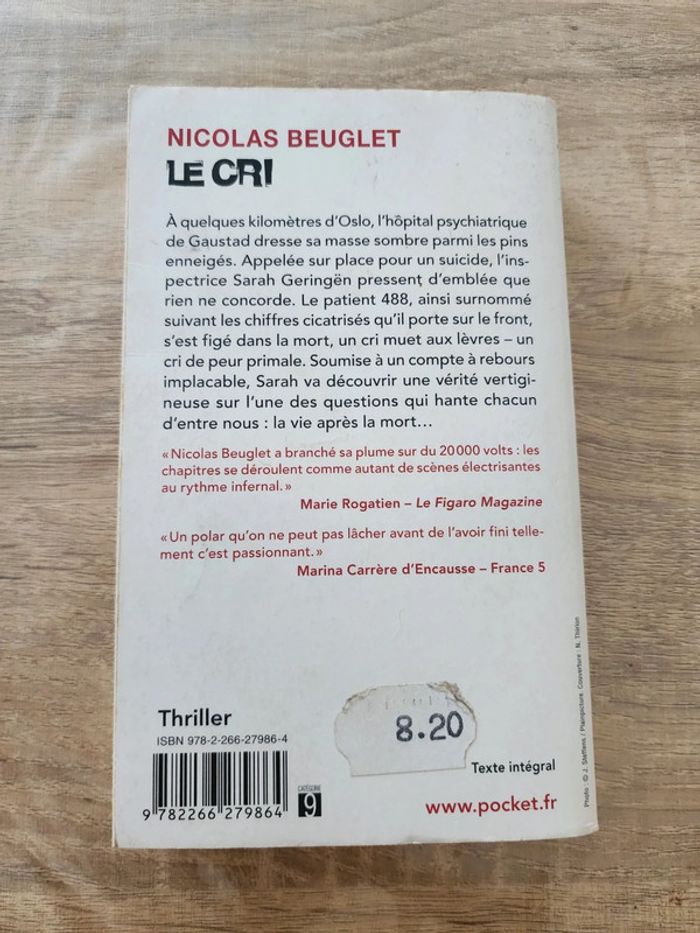 NICOLAS BEUGLET
LE CRI
À quelques kilomètres d'Oslo, l'hôpital psychiatrique
de Gaustad dresse sa masse sombre parmi les pins
enneigés. Appelée sur place pour un suicide, l'ins-
pectrice Sarah Geringën pressent d'emblée que
rien ne concorde. Le patient 488, ainsi surnommé
suivant les chiffres cicatrisés qu'il porte sur le front,
s'est figé dans la mort, un cri muet aux lèvres – un
cri de peur primale. Soumise à un compte à rebours
implacable, Sarah va découvrir une vérité vertigi-
neuse sur l'une des questions qui hante chacun
d'entre nous : la vie après la mort…
« Nicolas Beuglet a branché sa plume sur du 20 000 volts : les
chapitres se déroulent comme autant de scènes électrisantes
au rythme infernal. »
Marie Rogatien – Le Figaro Magazine
« Un polar qu'on ne peut pas lâcher avant de l'avoir fini telle-
ment c'est passionnant. »
Marina Carrère d'Encausse – France 5
Thriller
ISBN 978-2-266-27986-4
9 782266 279864
CATÉGORIE
9
8.20
Texte intégral
www.pocket.fr
Photo : © J. Steffens / Plainpicture. Couverture : N. Thirion